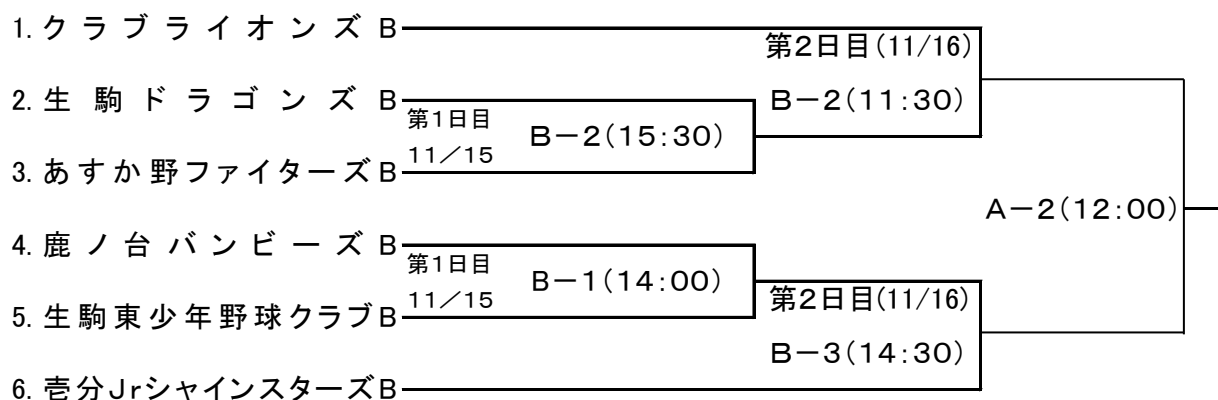 1. クラブライオンズ B
第2日目(11/16)
2. 生駒ドラゴンズ B
B－2(11:30)
第1日目
B－2(15:30)
11／15
3. あすか野ファイターズB
A－2(12:00)
4. 鹿ノ台バンビーズ B
第1日目
B－1(14:00)
11／15
第2日目(11/16)
5. 生駒東少年野球クラブB
B－3(14:30)
6. 壱分JrシャインスターズB